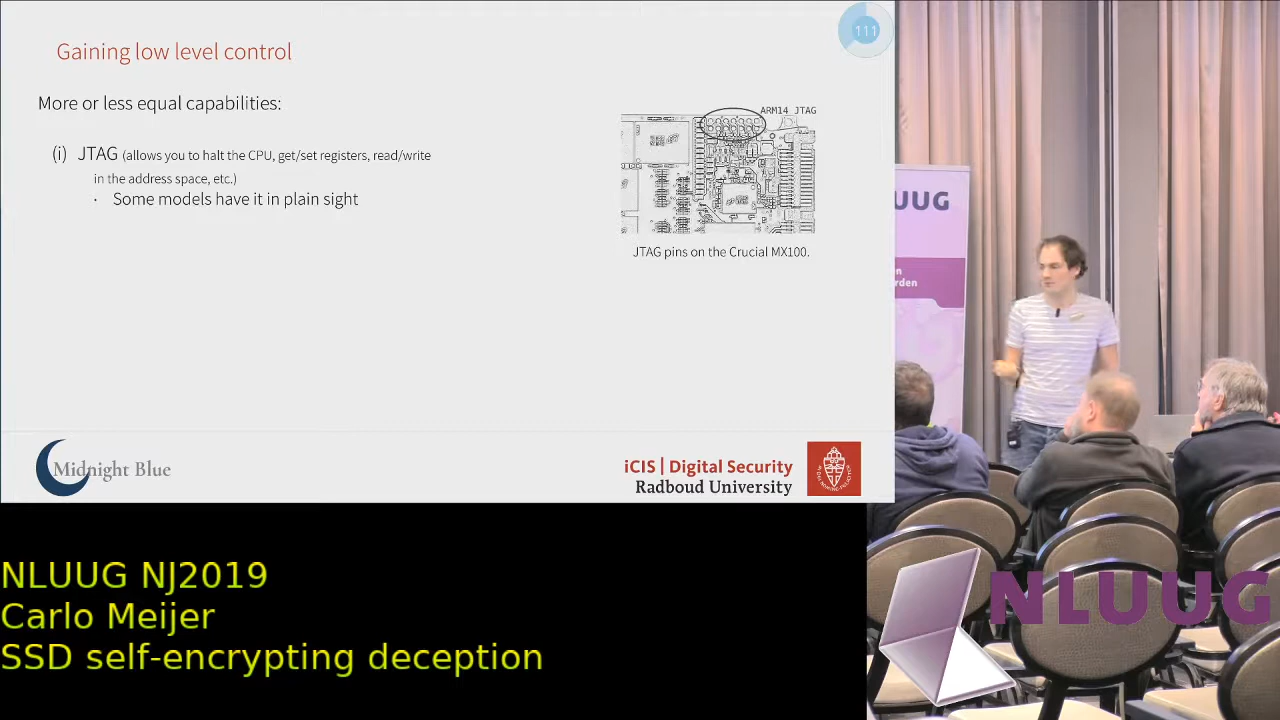 Gaining low level control
111
More or less equal capabilities:
(i) JTAG (allows you to halt the CPU, get/set registers, read/write
in the address space, etc.)
· Some models have it in plain sight
ARM14 JTAG
JTAG pins on the Crucial MX100.
Midnight Blue
iCIS | Digital Security
Radboud University
UUG
en
rden
NLUUG NJ2019
Carlo Meijer
SSD self-encrypting deception
NLUUG